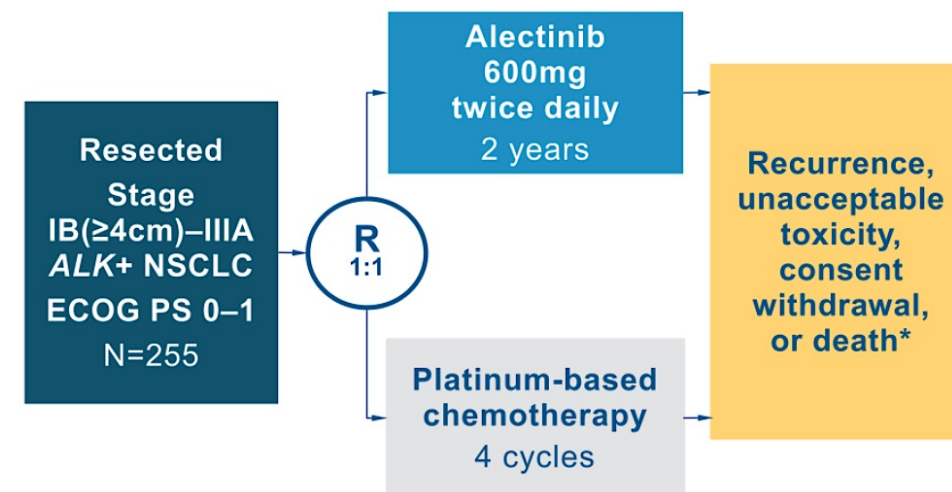 Resected
Stage
IB(≥4cm)–IIIA
ALK+ NSCLC
ECOG PS 0–1
N=255
R
1:1
Alectinib
600mg
twice daily
2 years
Platinum-based
chemotherapy
4 cycles
Recurrence,
unacceptable
toxicity,
consent
withdrawal,
or death*